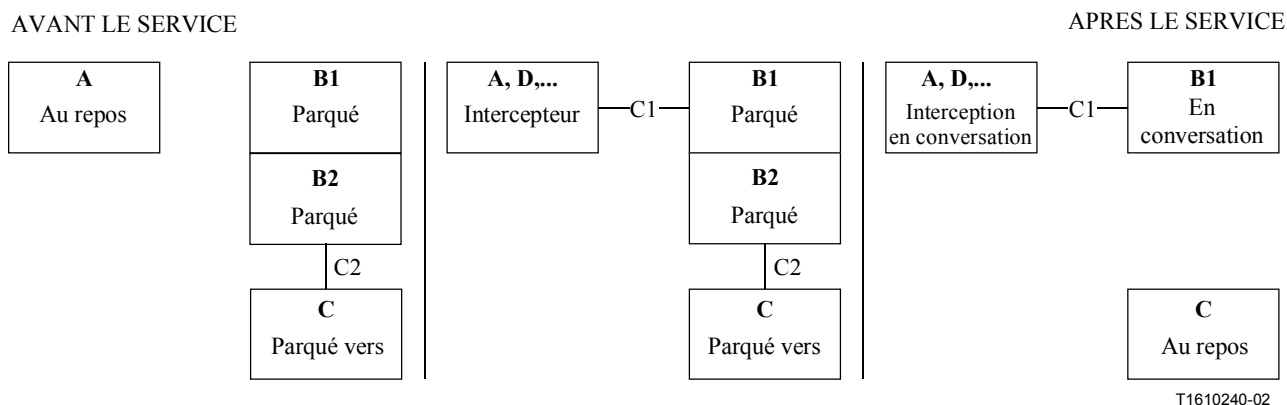 AVANT LE SERVICE
APRES LE SERVICE
A
Au repos
B1
Parqué
B2
Parqué
C2
C
Parqué vers
A, D,...
Intercepteur
C1
B1
Parqué
B2
Parqué
C2
C
Parqué vers
A, D,...
Interception
en conversation
C1
B1
En
conversation
C
Au repos
T1610240-02